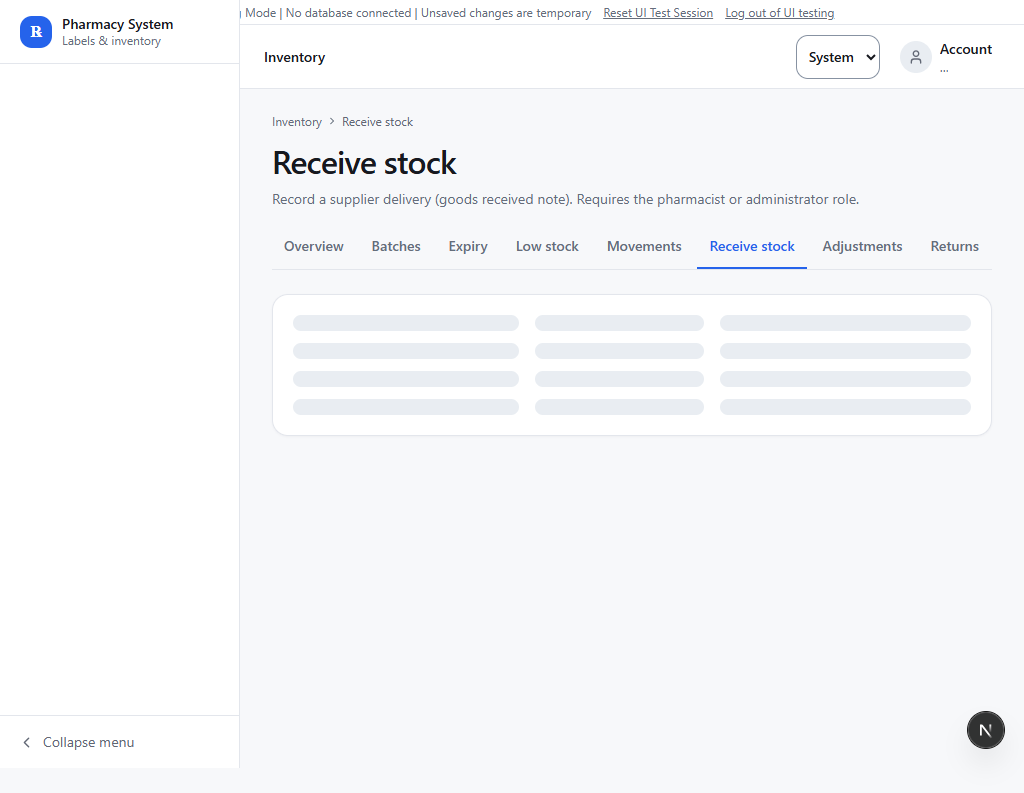 Pharmacy System
Labels & inventory
Mode | No database connected | Unsaved changes are temporary Reset UI Test Session Log out of UI testing
Inventory
System
Account
...
Inventory > Receive stock
Receive stock
Record a supplier delivery (goods received note). Requires the pharmacist or administrator role.
Overview Batches Expiry Low stock Movements Receive stock Adjustments Returns
Collapse menu
N